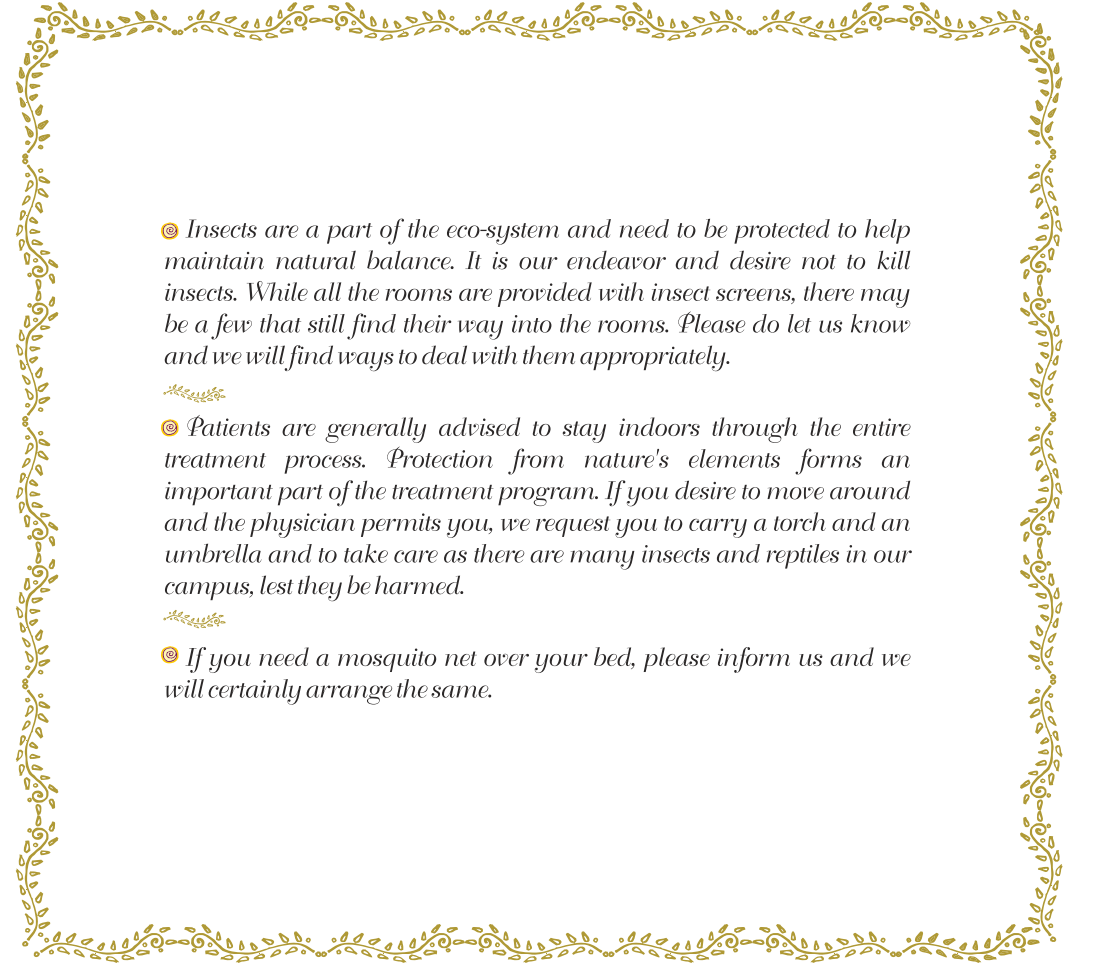 Insects are a part of the eco-system and need to be protected to help
maintain natural balance. It is our endeavor and desire not to kill
insects. While all the rooms are provided with insect screens, there may
be a few that still find their way into the rooms. Please do let us know
and we will find ways to deal with them appropriately.
Patients are generally advised to stay indoors through the entire
treatment process. Protection from nature's elements forms an
important part of the treatment program. If you desire to move around
and the physician permits you, we request you to carry a torch and an
umbrella and to take care as there are many insects and reptiles in our
campus, lest they be harmed.
If you need a mosquito net over your bed, please inform us and we
will certainly arrange the same.